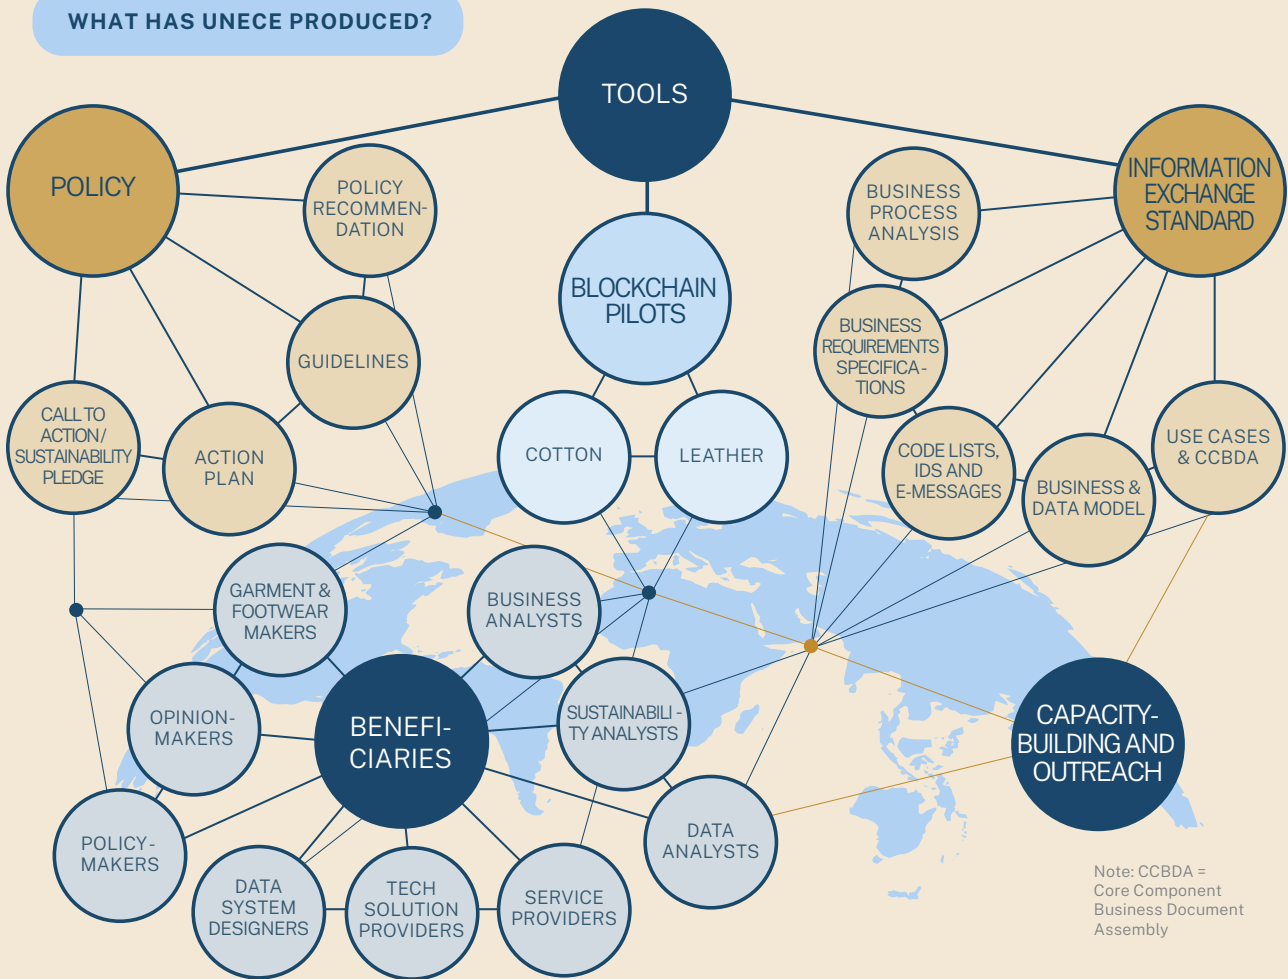 WHAT HAS UNECE PRODUCED?
TOOLS
POLICY
POLICY
RECOMMEN-
DATION
GUIDELINES
CALL TO
ACTION/
SUSTAINABILITY
PLEDGE
ACTION
PLAN
BLOCKCHAIN
PILOTS
COTTON
LEATHER
INFORMATION
EXCHANGE
STANDARD
BUSINESS
PROCESS
ANALYSIS
BUSINESS
REQUIREMENTS
SPECIFICA-
TIONS
CODE LISTS,
IDS AND
E-MESSAGES
BUSINESS &
DATA MODEL
USE CASES
& CCBDA
BENEFI-
CIARIES
GARMENT &
FOOTWEAR
MAKERS
OPINION-
MAKERS
POLICY-
MAKERS
DATA
SYSTEM
DESIGNERS
TECH
SOLUTION
PROVIDERS
SERVICE
PROVIDERS
BUSINESS
ANALYSTS
SUSTAINABILI-
TY ANALYSTS
DATA
ANALYSTS
CAPACITY-
BUILDING AND
OUTREACH
Note: CCBDA =
Core Component
Business Document
Assembly